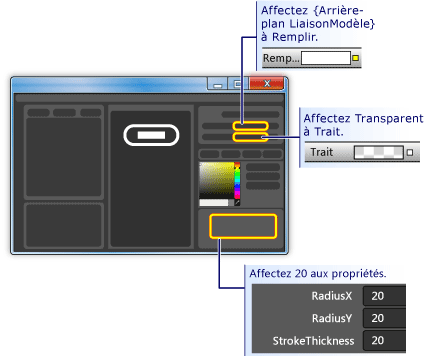 Affectez {Arrière-
plan LiaisonModèle}
à Remplir.
Remp...
Affectez Transparent
à Trait.
Trait
Affectez 20 aux propriétés.
RadiusX 20
RadiusY 20
StrokeThickness 20